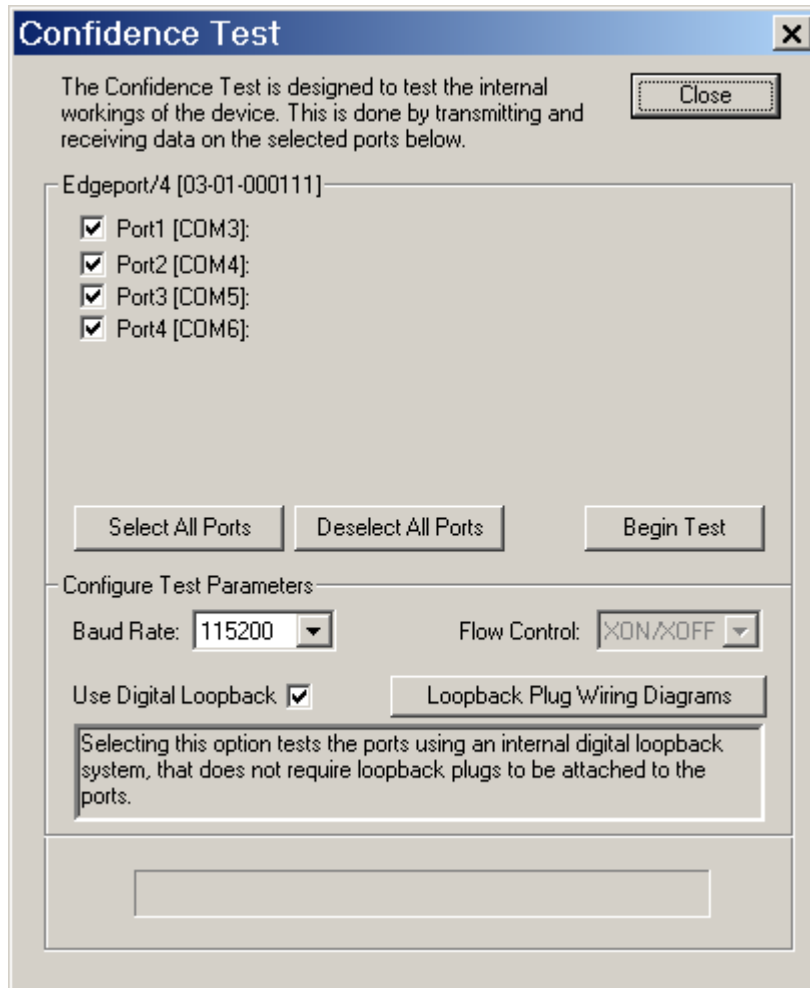 Confidence Test
The Confidence Test is designed to test the internal
workings of the device. This is done by transmitting and
receiving data on the selected ports below.
Close
Edgeport/4 [03-01-000111]
Port1 [COM3]:
Port2 [COM4]:
Port3 [COM5]:
Port4 [COM6]:
Select All Ports Deselect All Ports Begin Test
Configure Test Parameters
Baud Rate: 115200 Flow Control: XON/XOFF
Use Digital Loopback Loopback Plug Wiring Diagrams
Selecting this option tests the ports using an internal digital loopback
system, that does not require loopback plugs to be attached to the
ports.